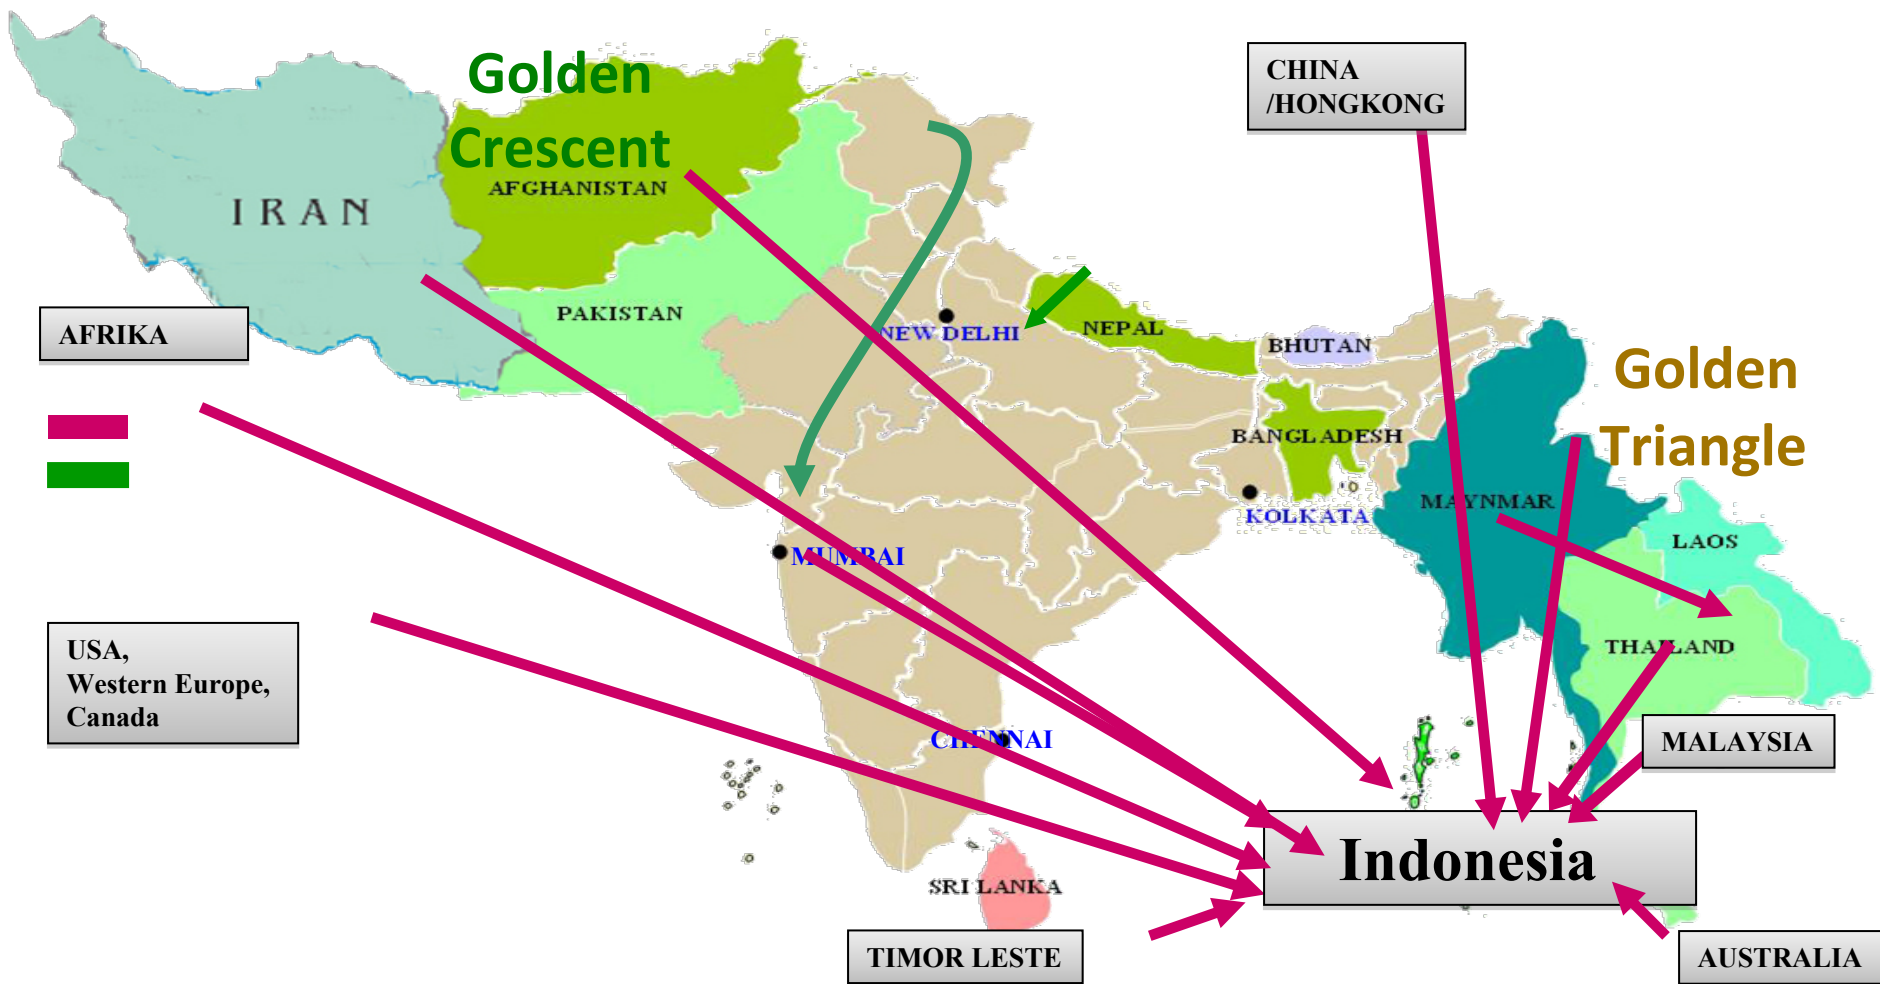 Golden
Crescent
CHINA
/HONGKONG
AFGHANISTAN
IRAN
PAKISTAN
AFRIKA
NEW DELHI
NEPAL
BHUTAN
Golden
Triangle
BANGLADESH
MAYNMAR
KOLKATA
LAOS
MUMBAI
THAILAND
USA,
Western Europe,
Canada
CHENNAI
MALAYSIA
Indonesia
SRI LANKA
TIMOR LESTE
AUSTRALIA